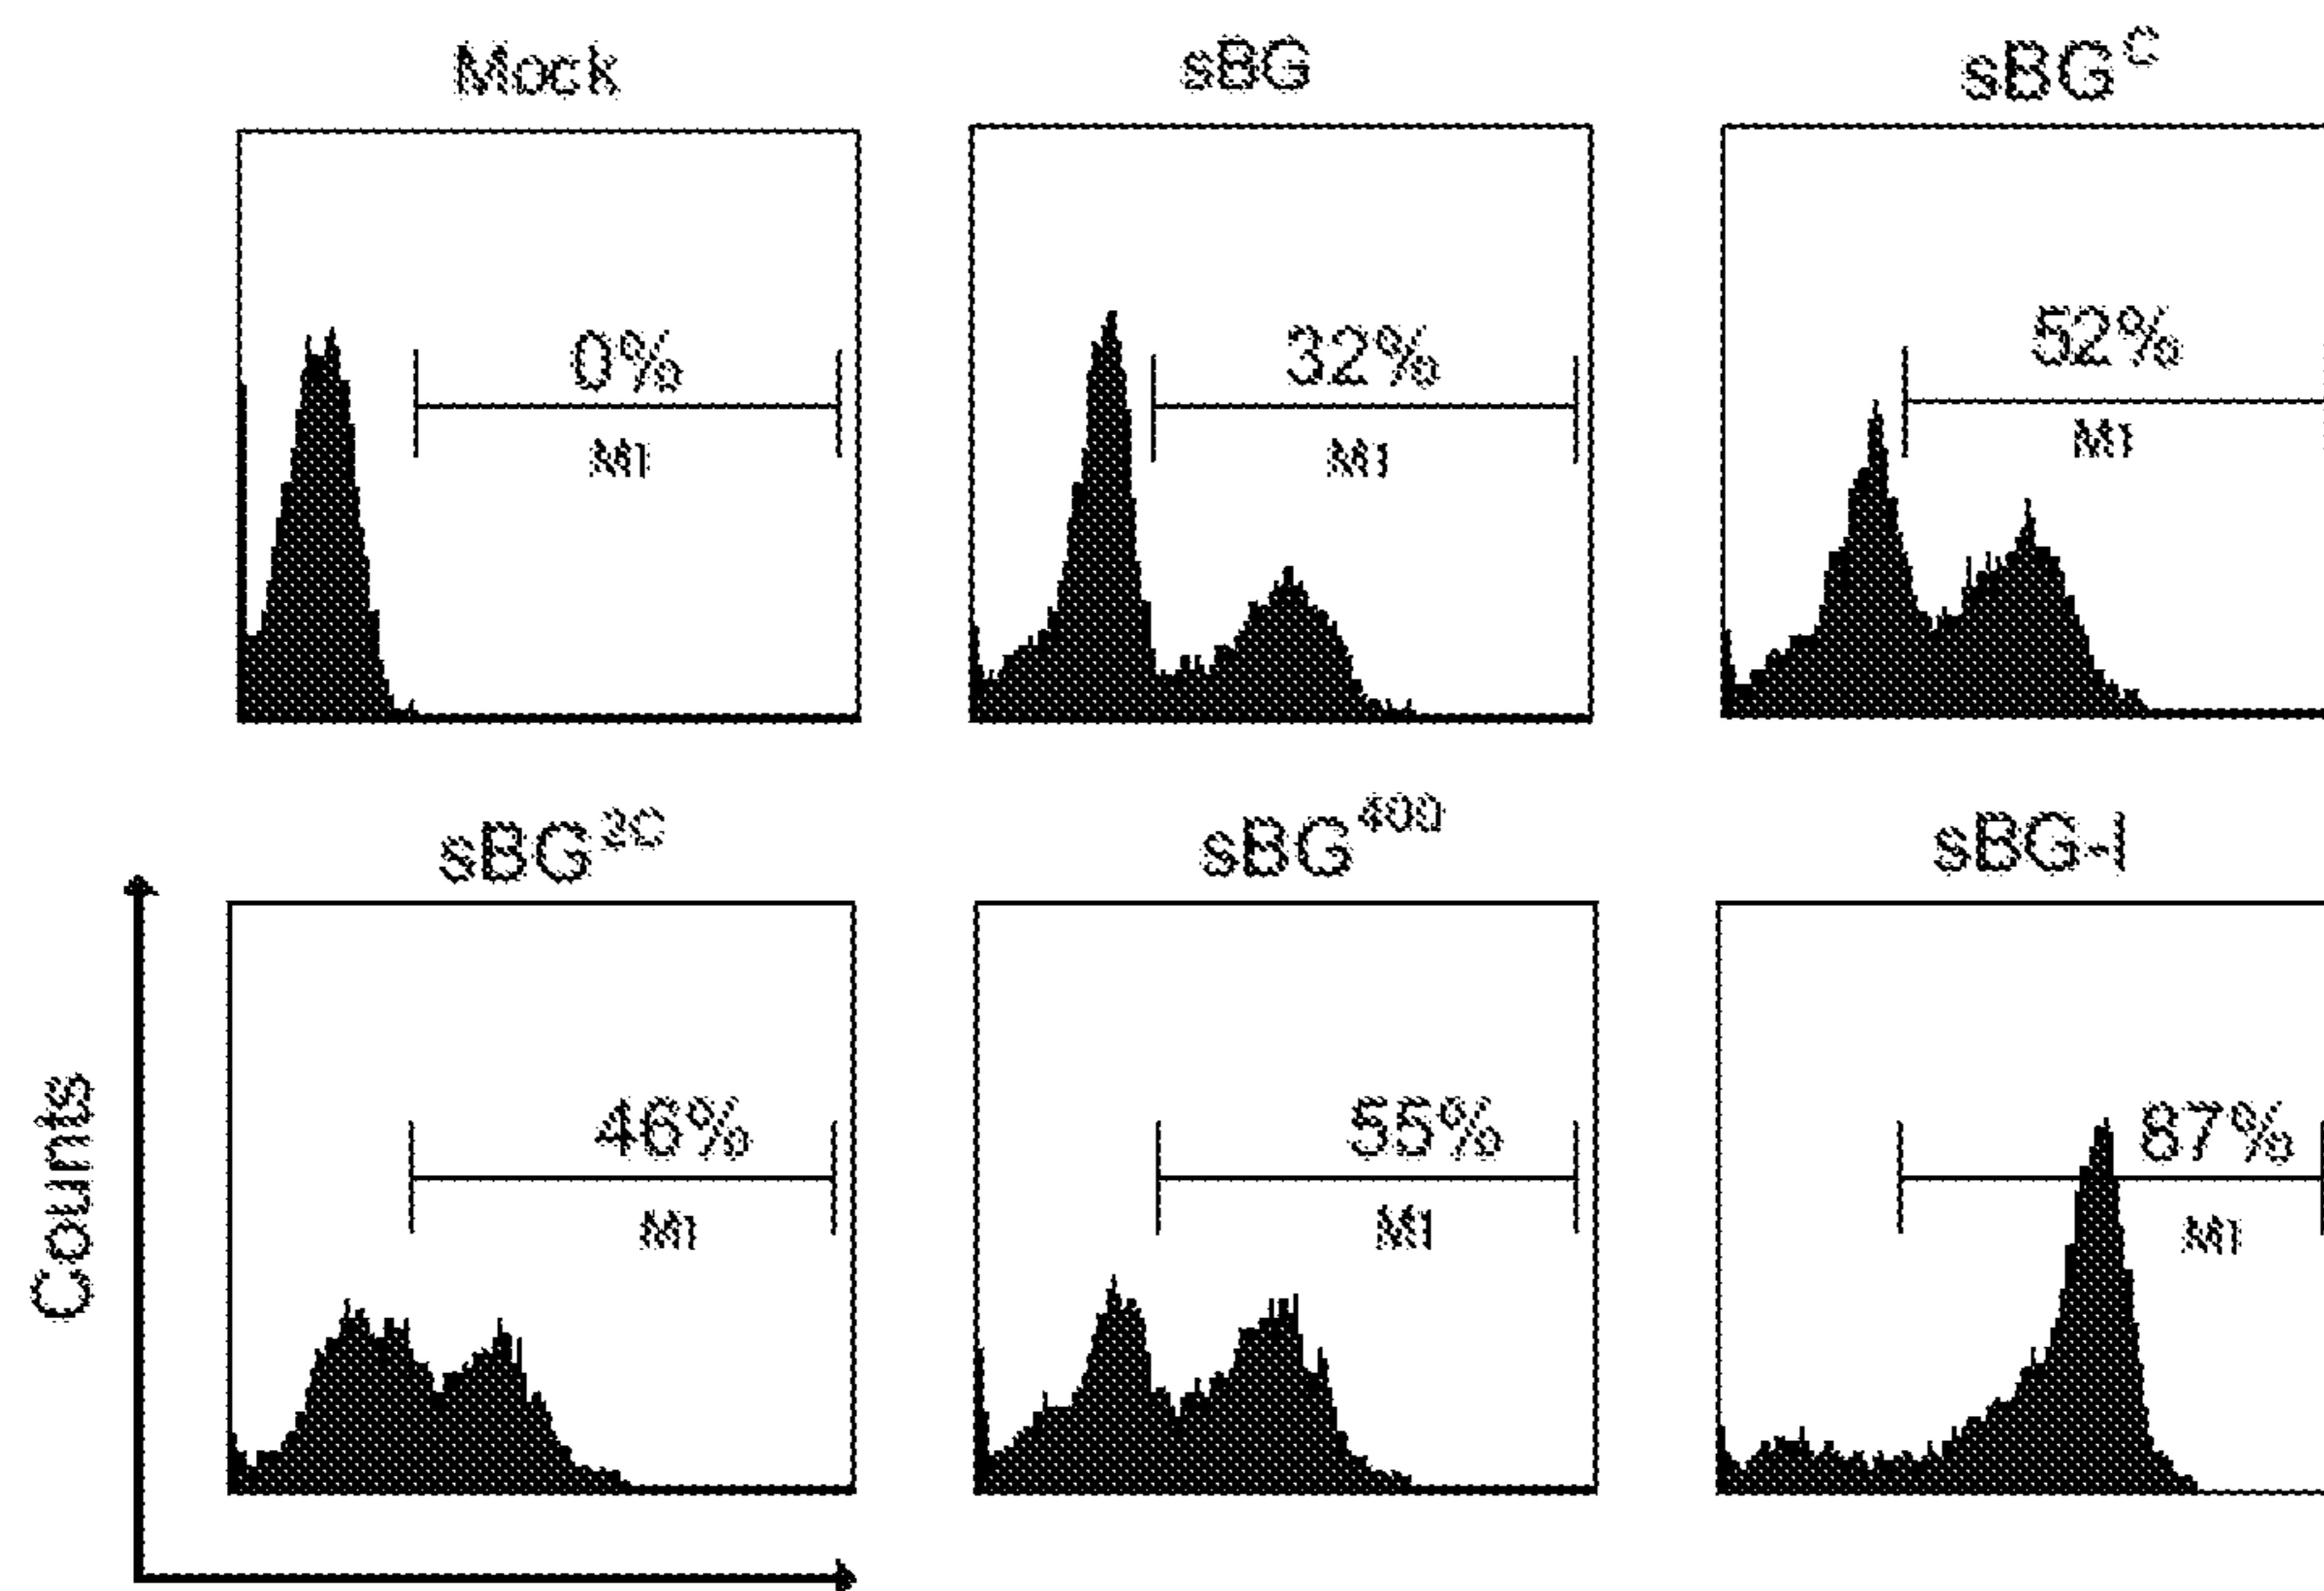 Mock
sBG
sBG^C
0%
32%
52%
M1
M1
M1
sBG^2C
sBG^400
sBG-I
46%
55%
87%
M1
M1
M1
Counts